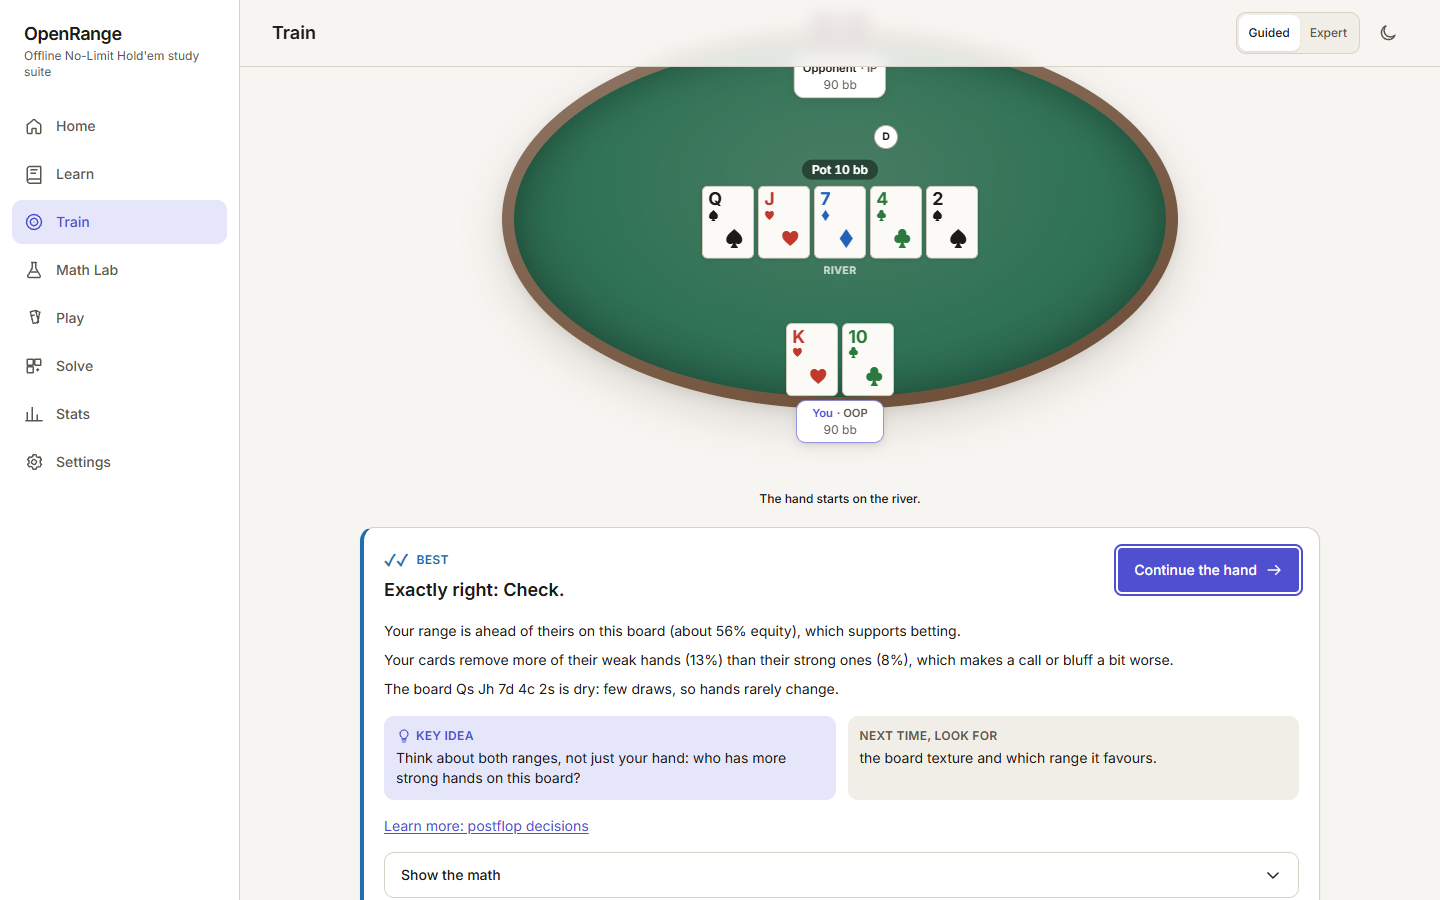 OpenRange
Offline No-Limit Hold'em study
suite
Home
Learn
Train
Math Lab
Play
Solve
Stats
Settings
Train
Guided
Expert
Opponent · IP
90 bb
D
Pot 10 bb
Q
J
7
4
2
RIVER
K
10
You · OOP
90 bb
The hand starts on the river.
BEST
Exactly right: Check.
Continue the hand
Your range is ahead of theirs on this board (about 56% equity), which supports betting.
Your cards remove more of their weak hands (13%) than their strong ones (8%), which makes a call or bluff a bit worse.
The board Qs Jh 7d 4c 2s is dry: few draws, so hands rarely change.
KEY IDEA
Think about both ranges, not just your hand: who has more
strong hands on this board?
NEXT TIME, LOOK FOR
the board texture and which range it favours.
Learn more: postflop decisions
Show the math